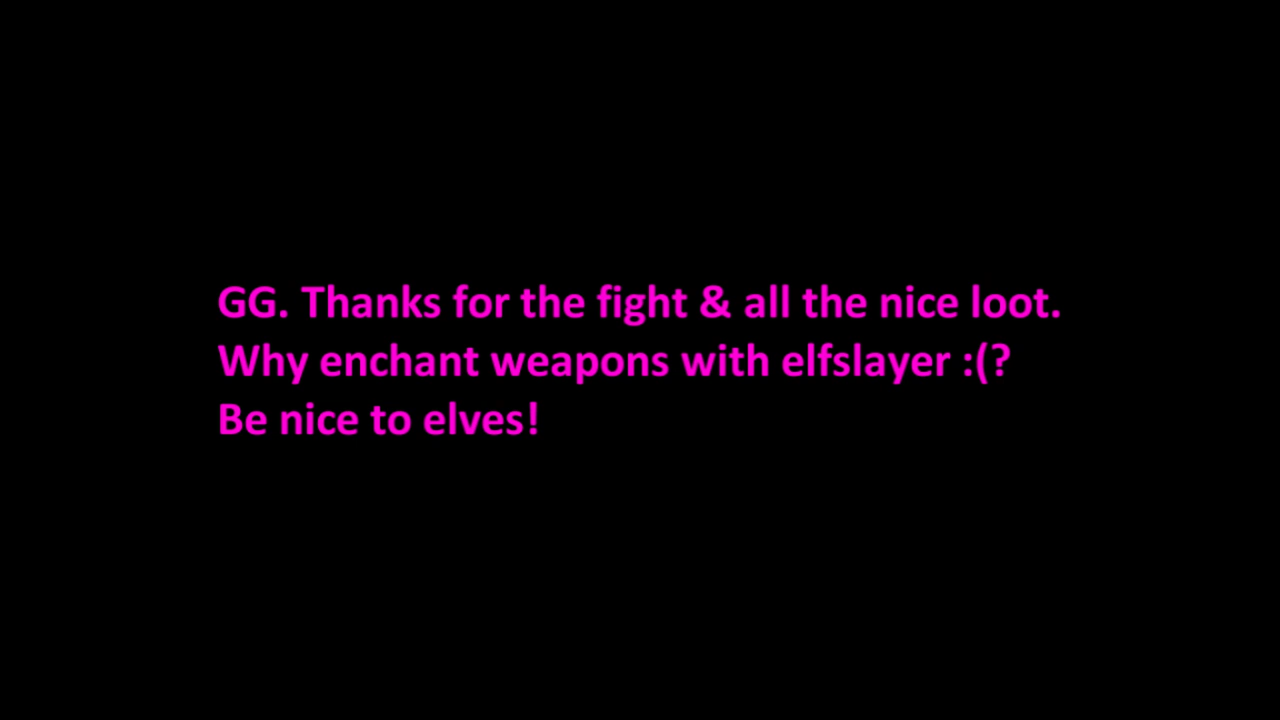 GG. Thanks for the fight & all the nice loot.
Why enchant weapons with elfslayer :(?
Be nice to elves!